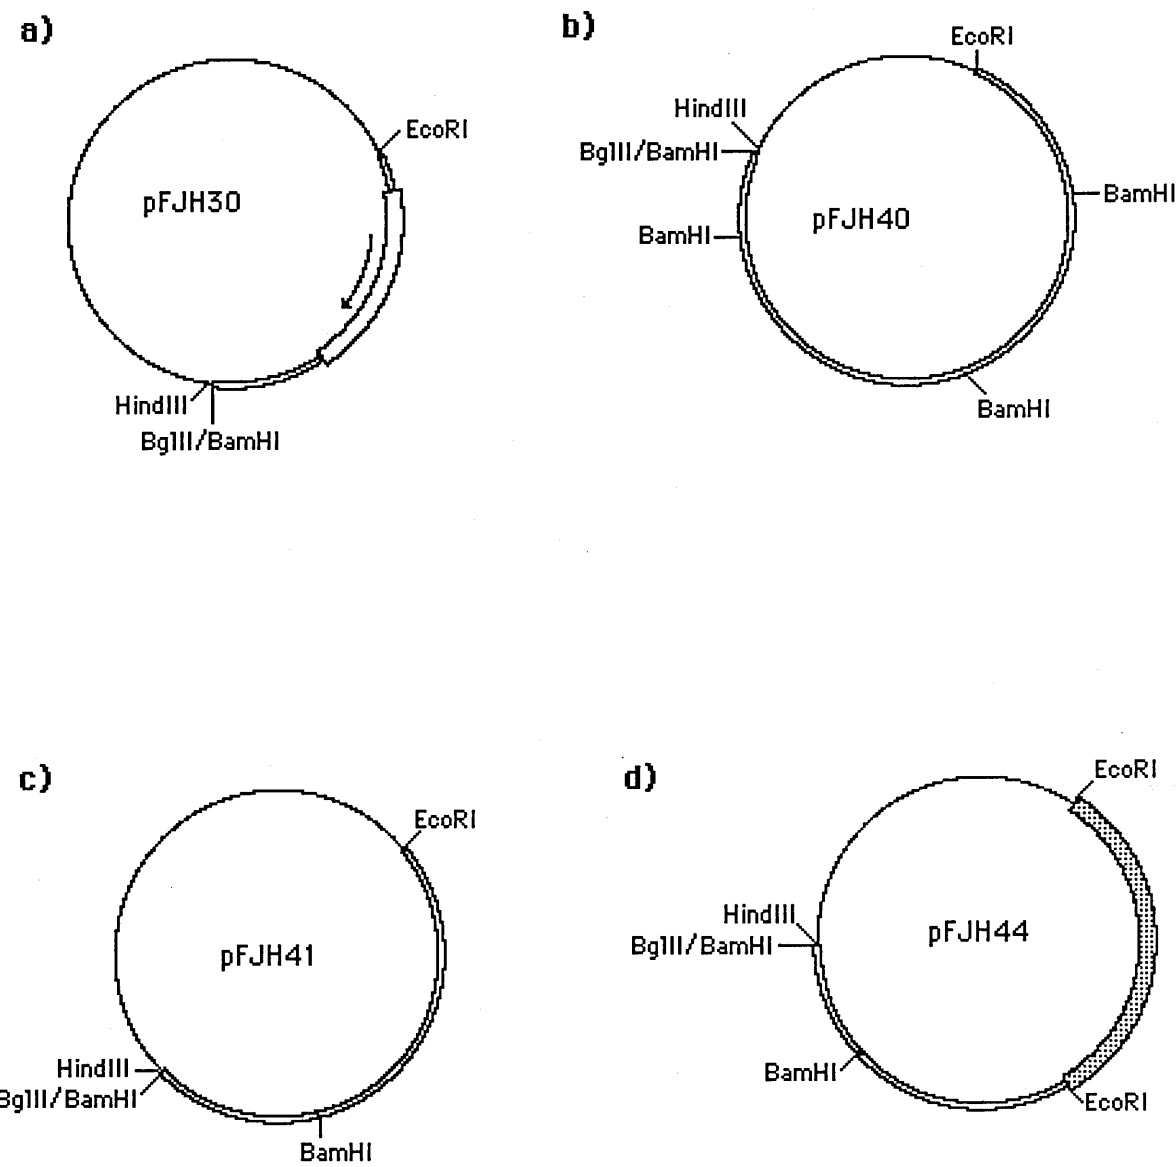 a)
EcoRI
pFJH30
HindIII
BglII/BamHI
b)
EcoRI
HindIII
BglII/BamHI
BamHI
BamHI
pFJH40
BamHI
c)
EcoRI
pFJH41
HindIII
BglII/BamHI
BamHI
d)
EcoRI
HindIII
BglII/BamHI
pFJH44
BamHI
EcoRI